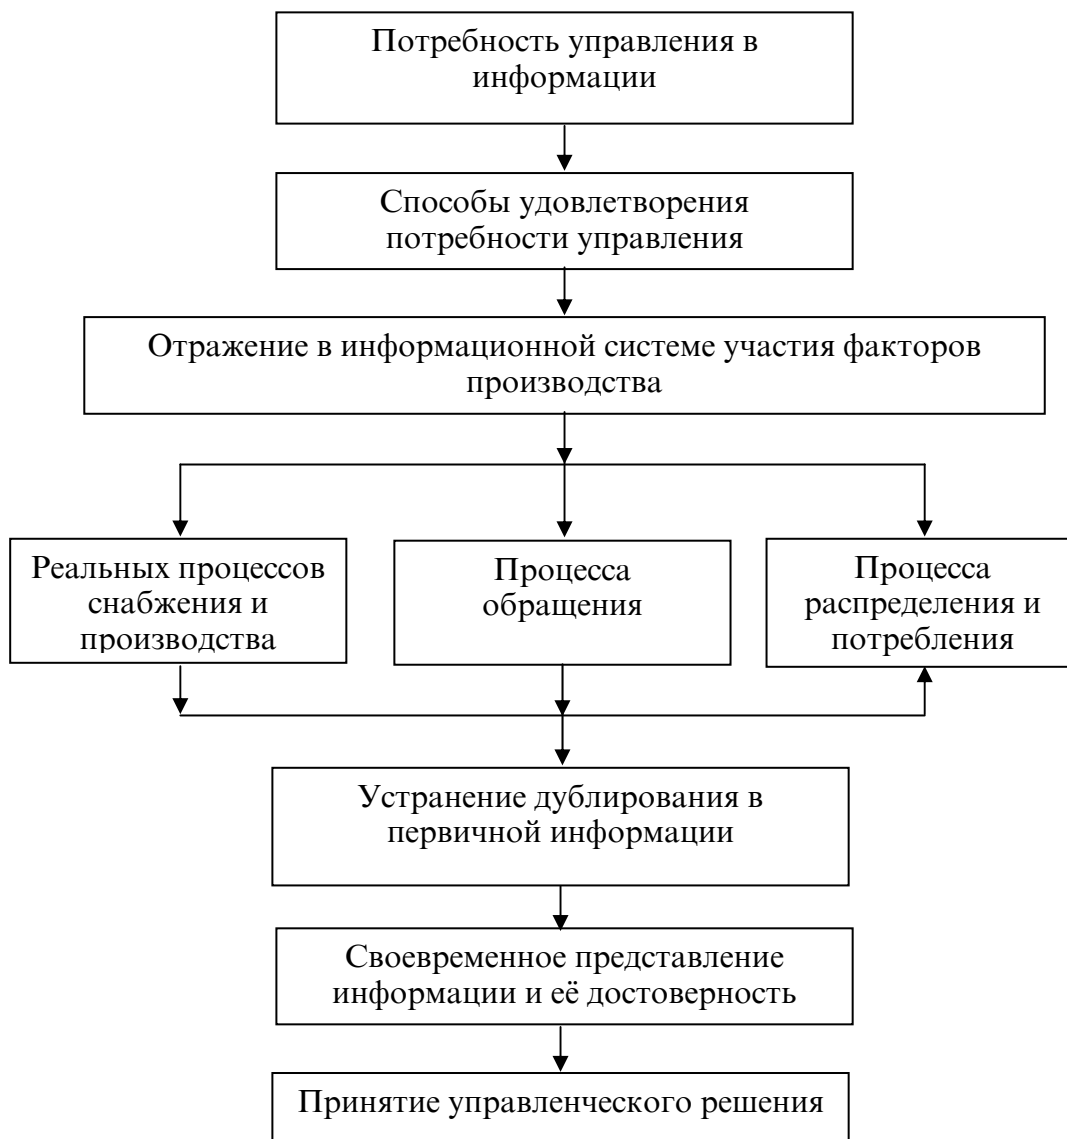 Потребность управления в
информации
Способы удовлетворения
потребности управления
Отражение в информационной системе участия факторов
производства
Реальных процессов
снабжения и
производства
Процесса
обращения
Процесса
распределения и
потребления
Устранение дублирования в
первичной информации
Своевременное представление
информации и её достоверность
Принятие управленческого решения